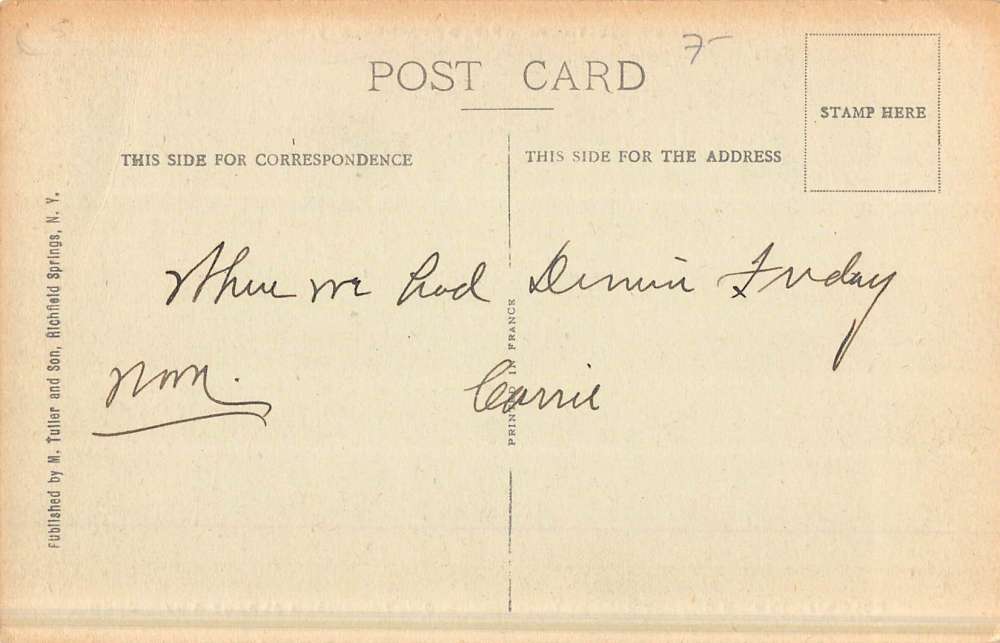 7-
POST CARD
STAMP HERE
THIS SIDE FOR CORRESPONDENCE
THIS SIDE FOR THE ADDRESS
Where we had Dinner Friday
noon.
Carrie
PRINTED IN FRANCE
Published by M. Tuller and Son, Richfield Springs, N. Y.